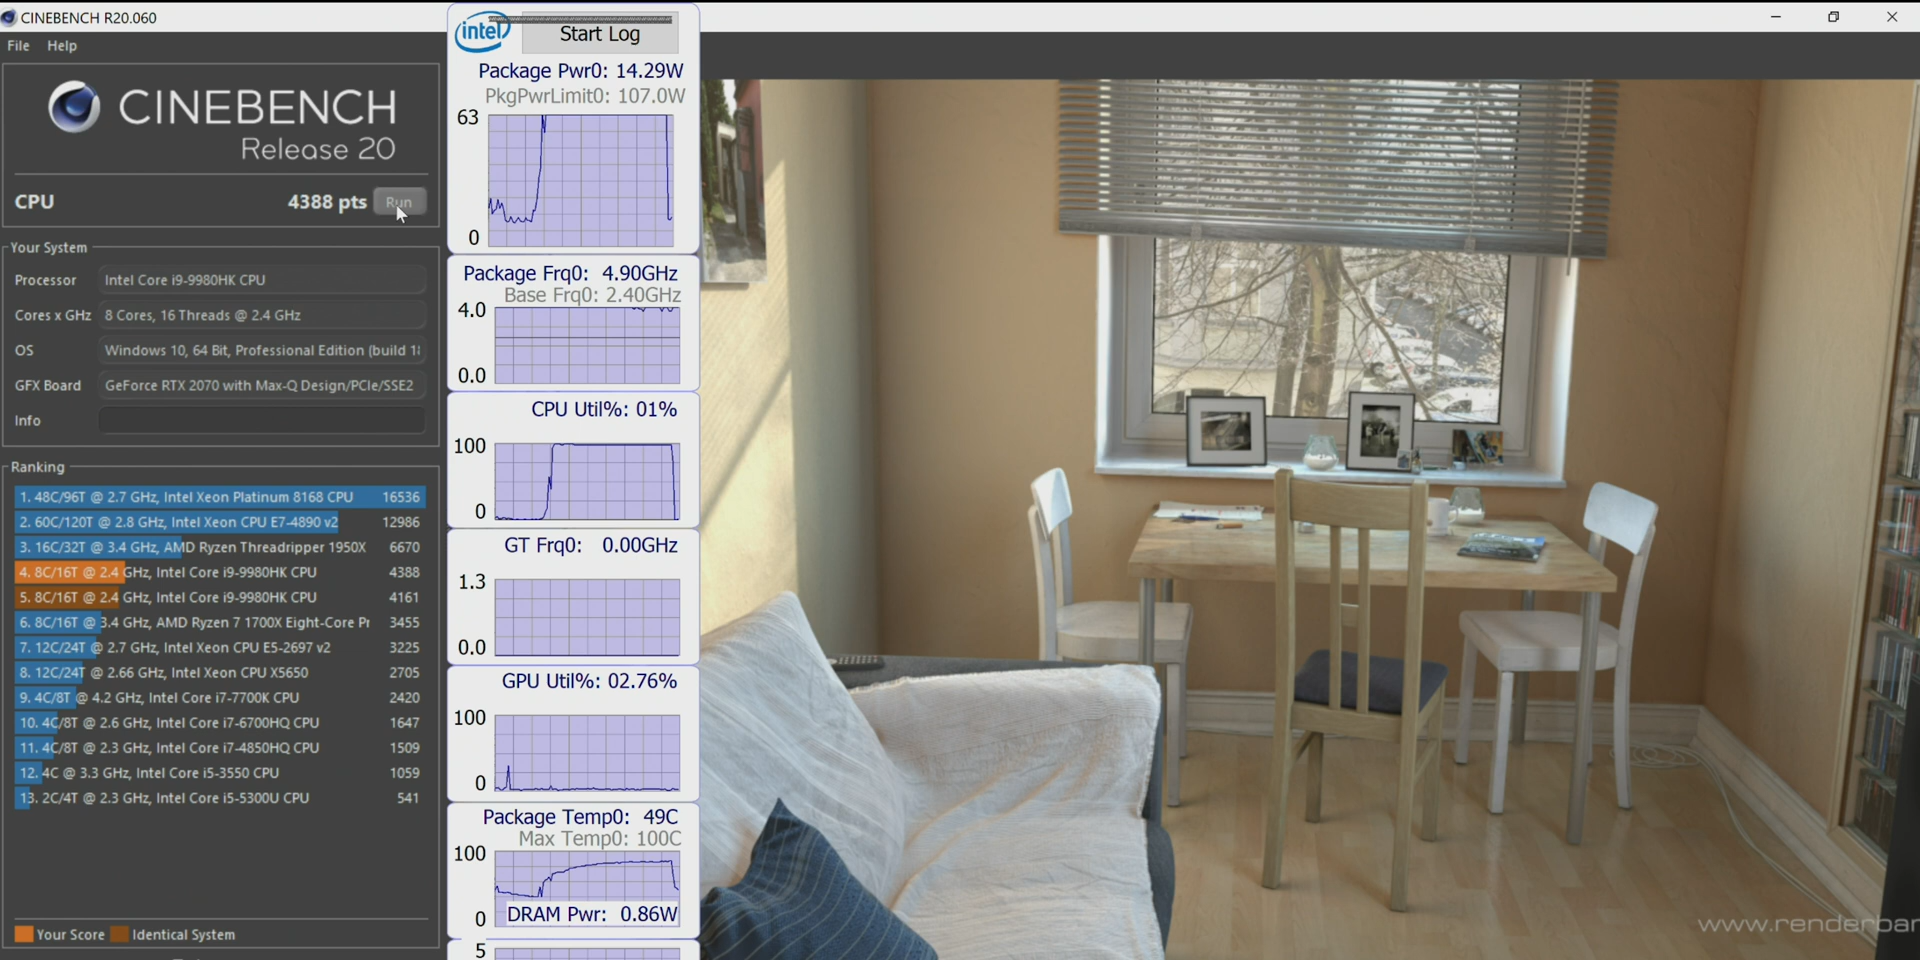 CINEBENCH R20.060
File Help
CINEBENCH
Release 20
CPU 4388 pts Run
Your System
Processor Intel Core i9-9980HK CPU
Cores x GHz 8 Cores, 16 Threads @ 2.4 GHz
OS Windows 10, 64 Bit, Professional Edition (build 18
GFX Board GeForce RTX 2070 with Max-Q Design/PCIe/SSE2
Info
Ranking
1. 48C/96T @ 2.7 GHz, Intel Xeon Platinum 8168 CPU 16536
2. 60C/120T @ 2.8 GHz, Intel Xeon CPU E7-4890 v2 12986
3. 16C/32T @ 3.4 GHz, AMD Ryzen Threadripper 1950X 6670
4. 8C/16T @ 2.4 GHz, Intel Core i9-9980HK CPU 4388
5. 8C/16T @ 2.4 GHz, Intel Core i9-9980HK CPU 4161
6. 8C/16T @ 3.4 GHz, AMD Ryzen 7 1700X Eight-Core Pr 3455
7. 12C/24T @ 2.7 GHz, Intel Xeon CPU E5-2697 v2 3225
8. 12C/24T @ 2.66 GHz, Intel Xeon CPU X5650 2705
9. 4C/8T @ 4.2 GHz, Intel Core i7-7700K CPU 2420
10. 4C/8T @ 2.6 GHz, Intel Core i7-6700HQ CPU 1647
11. 4C/8T @ 2.3 GHz, Intel Core i7-4850HQ CPU 1509
12. 4C @ 3.3 GHz, Intel Core i5-3550 CPU 1059
13. 2C/4T @ 2.3 GHz, Intel Core i5-5300U CPU 541
Your Score Identical System
intel Start Log
Package Pwr0: 14.29W
PkgPwrLimit0: 107.0W
63
0
Package Frq0: 4.90GHz
Base Frq0: 2.40GHz
4.0
0.0
CPU Util%: 01%
100
0
GT Frq0: 0.00GHz
1.3
0.0
GPU Util%: 02.76%
100
0
Package Temp0: 49C
Max Temp0: 100C
100
0
DRAM Pwr: 0.86W
5
www.renderbar